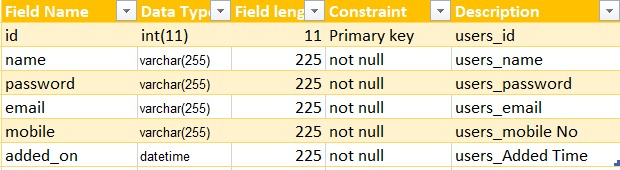 Field Name Data Type Field leng Constraint Description
id int(11) 11 Primary key users_id
name varchar(255) 225 not null users_name
password varchar(255) 225 not null users_password
email varchar(255) 225 not null users_email
mobile varchar(255) 225 not null users_mobile No
added_on datetime 225 not null users_Added Time